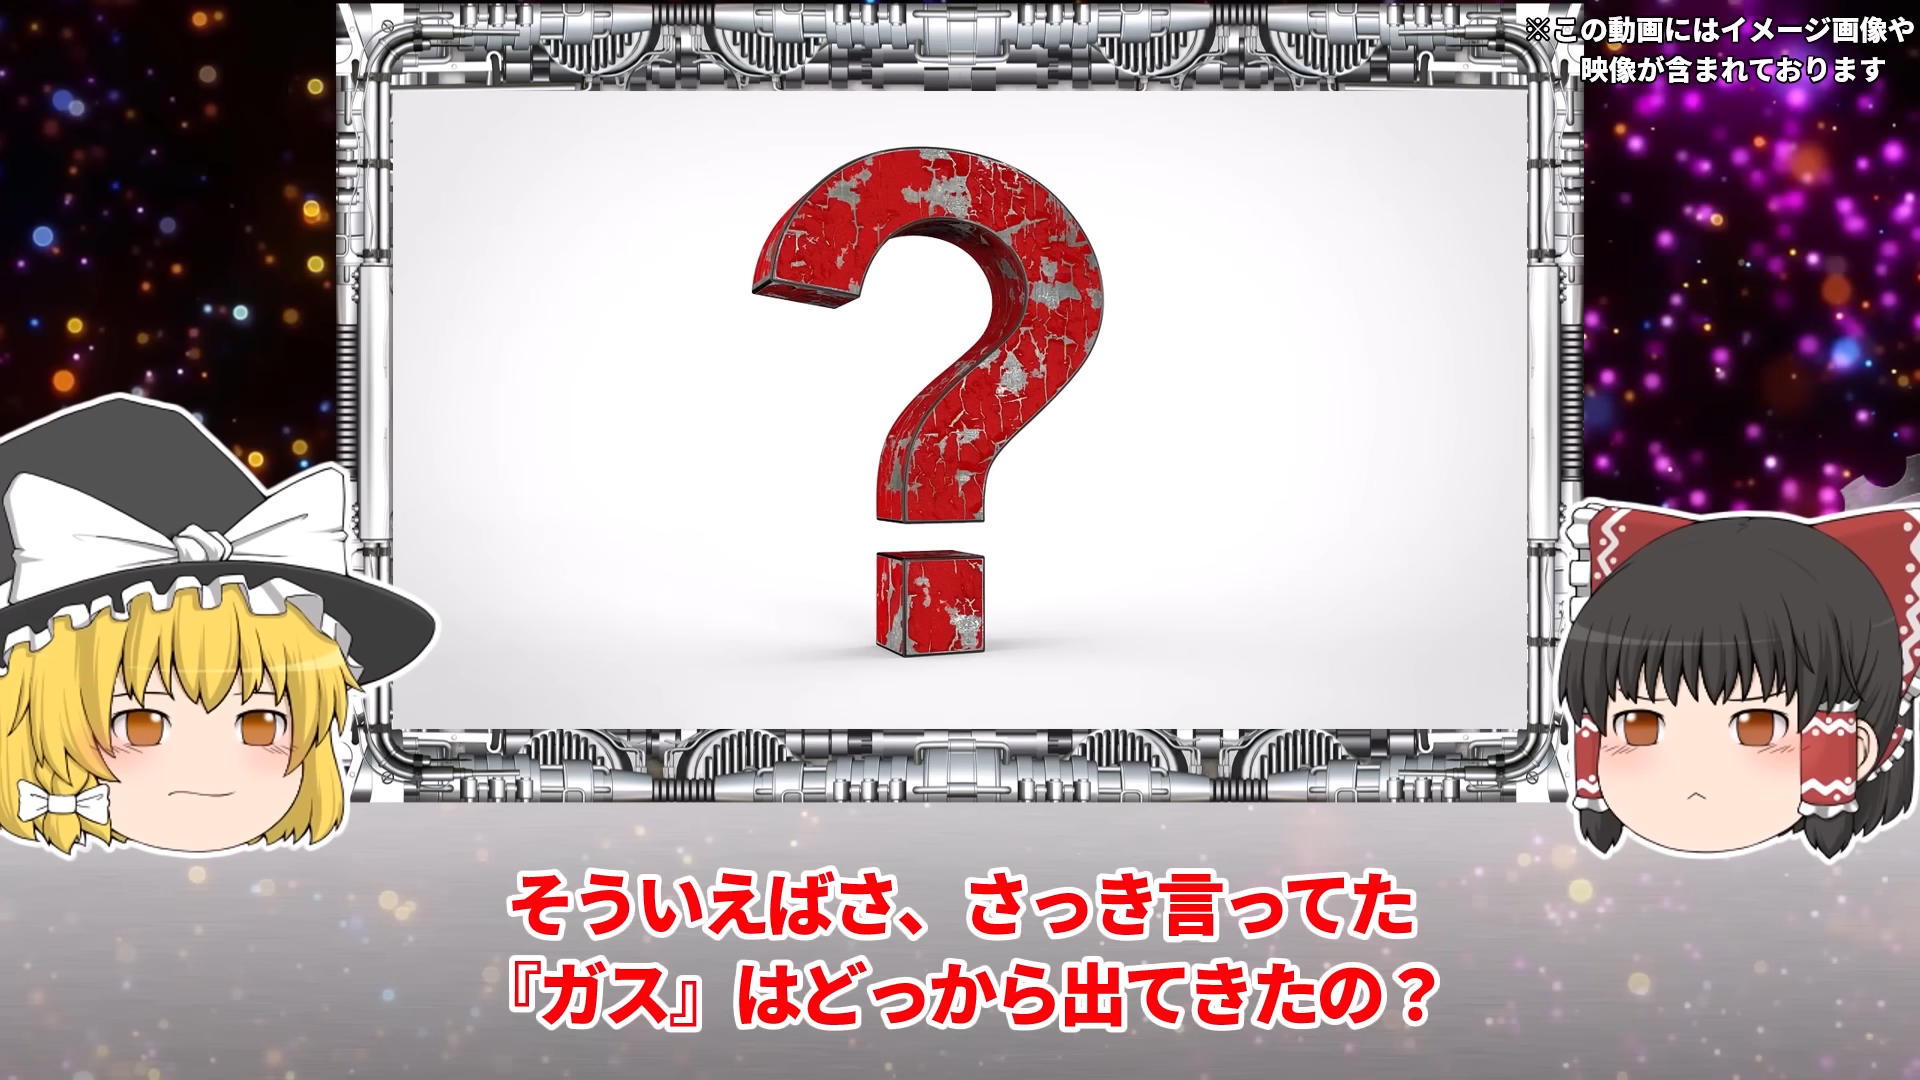 ※この動画にはイメージ画像や
映像が含まれております
そういえばさ、さっき言ってた
『ガス』はどっから出てきたの？